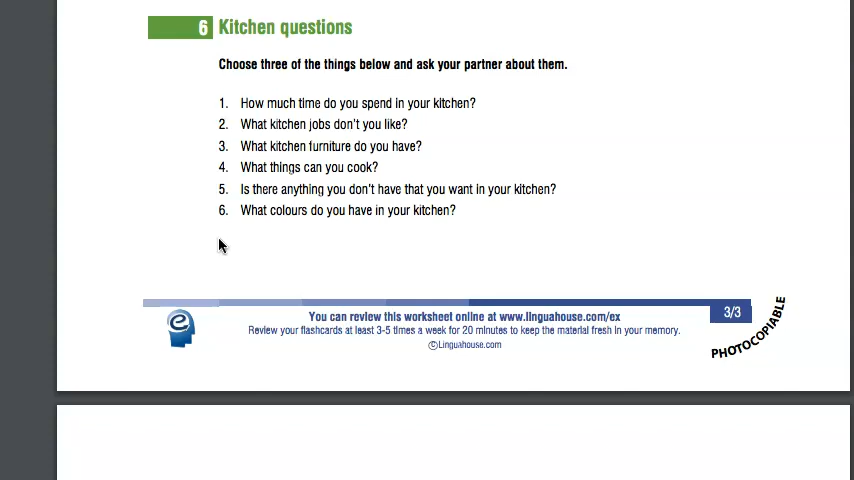 6 Kitchen questions
Choose three of the things below and ask your partner about them.
1. How much time do you spend in your kitchen?
2. What kitchen jobs don't you like?
3. What kitchen furniture do you have?
4. What things can you cook?
5. Is there anything you don't have that you want in your kitchen?
6. What colours do you have in your kitchen?
e
You can review this worksheet online at www.linguahouse.com/ex
Review your flashcards at least 3-5 times a week for 20 minutes to keep the material fresh in your memory.
©Linguahouse.com
3/3
PHOTOCOPIABLE